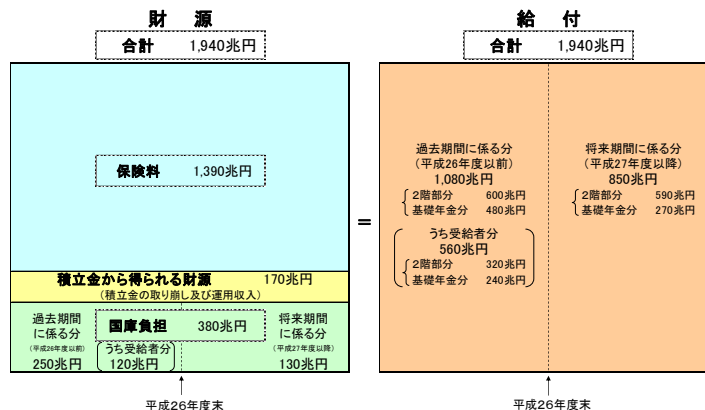 財 源
合計 1,940兆円
保険料 1,390兆円
積立金から得られる財源 170兆円
(積立金の取り崩し及び運用収入)
過去期間
に係る分
(平成26年度以前)
250兆円
国庫負担 380兆円
うち受給者分
120兆円
将来期間
に係る分
(平成27年度以降)
130兆円
平成26年度末
=
給 付
合計 1,940兆円
過去期間に係る分
(平成26年度以前)
1,080兆円
2階部分 600兆円
基礎年金分 480兆円
うち受給者分
560兆円
2階部分 320兆円
基礎年金分 240兆円
将来期間に係る分
(平成27年度以降)
850兆円
2階部分 590兆円
基礎年金分 270兆円
平成26年度末